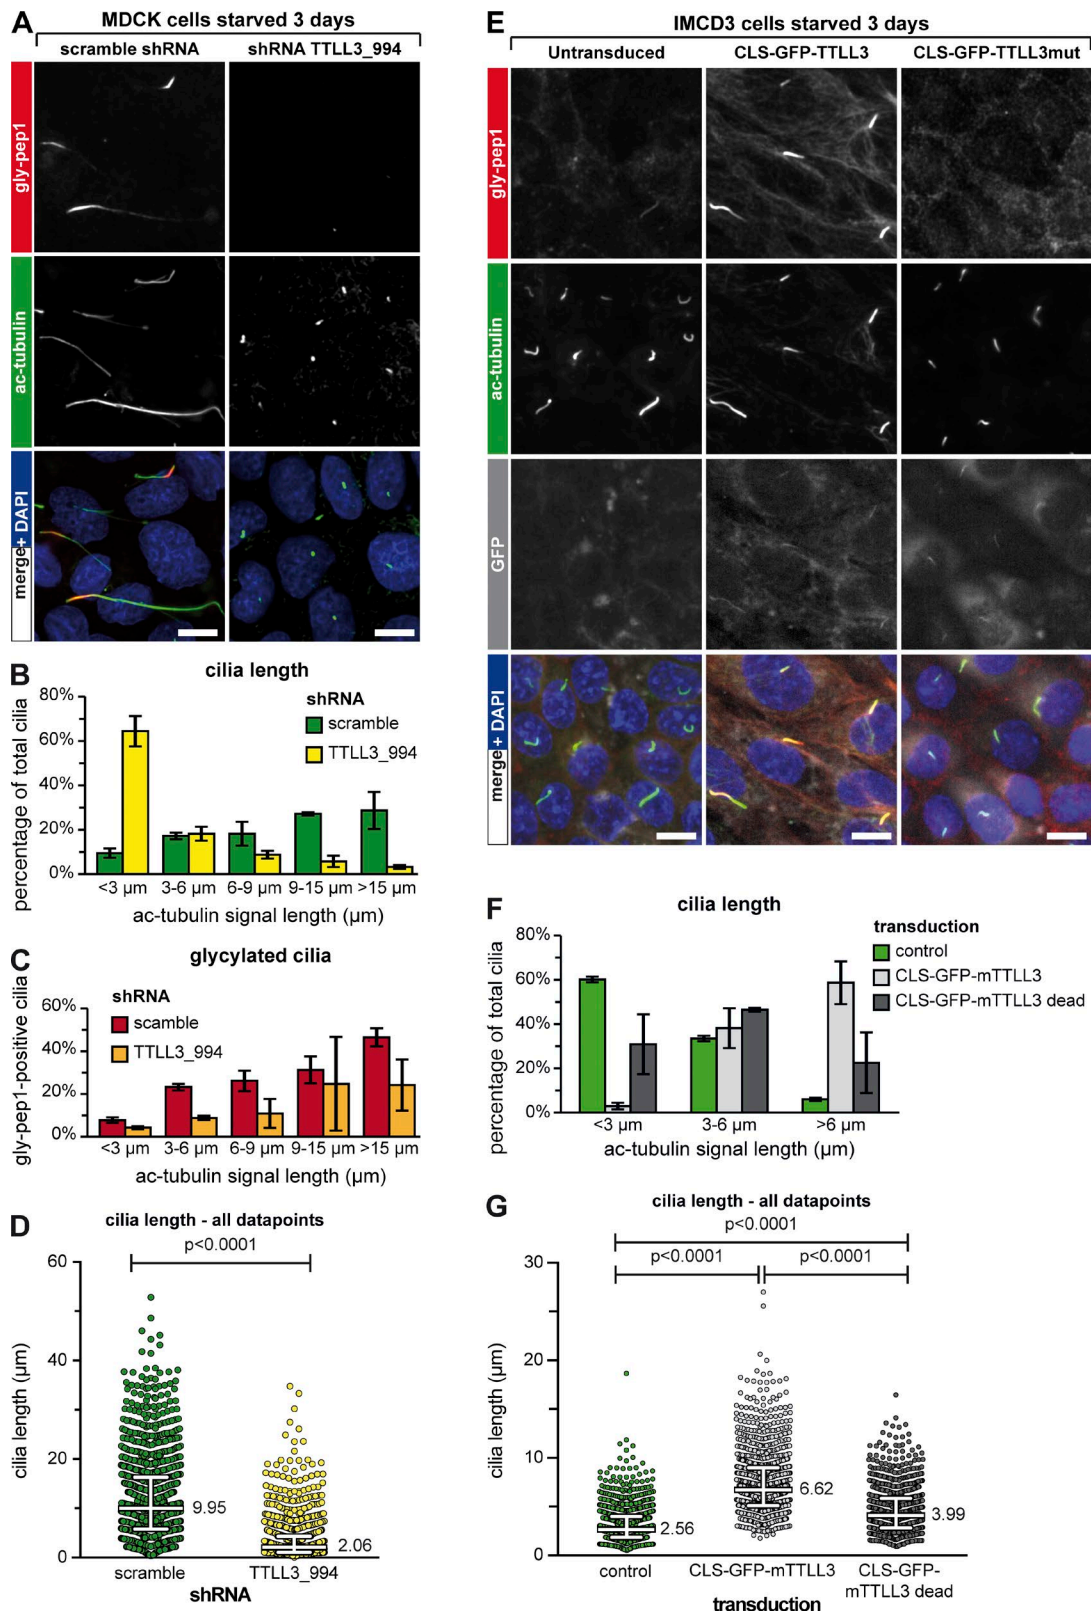 A
MDCK cells starved 3 days
scramble shRNA
shRNA TTLL3_994
gly-pep1
ac-tubulin
merge + DAPI
B
cilia length
percentage of total cilia
80%
60%
40%
20%
0%
shRNA
scramble
TTLL3_994
<3 µm
3-6 µm
6-9 µm
9-15 µm
>15 µm
ac-tubulin signal length (µm)
C
glycylated cilia
gly-pep1-positive cilia
60%
40%
20%
0%
shRNA
scamble
TTLL3_994
<3 µm
3-6 µm
6-9 µm
9-15 µm
>15 µm
ac-tubulin signal length (µm)
D
cilia length - all datapoints
p<0.0001
cilia length (µm)
60
40
20
0
9.95
2.06
scramble
TTLL3_994
shRNA
E
IMCD3 cells starved 3 days
Untransduced
CLS-GFP-TTLL3
CLS-GFP-TTLL3mut
gly-pep1
ac-tubulin
GFP
merge + DAPI
F
cilia length
percentage of total cilia
80%
60%
40%
20%
0%
transduction
control
CLS-GFP-mTTLL3
CLS-GFP-mTTLL3 dead
<3 µm
3-6 µm
>6 µm
ac-tubulin signal length (µm)
G
cilia length - all datapoints
p<0.0001
p<0.0001
p<0.0001
cilia length (µm)
30
20
10
0
2.56
6.62
3.99
control
CLS-GFP-mTTLL3
CLS-GFP-
mTTLL3 dead
transduction